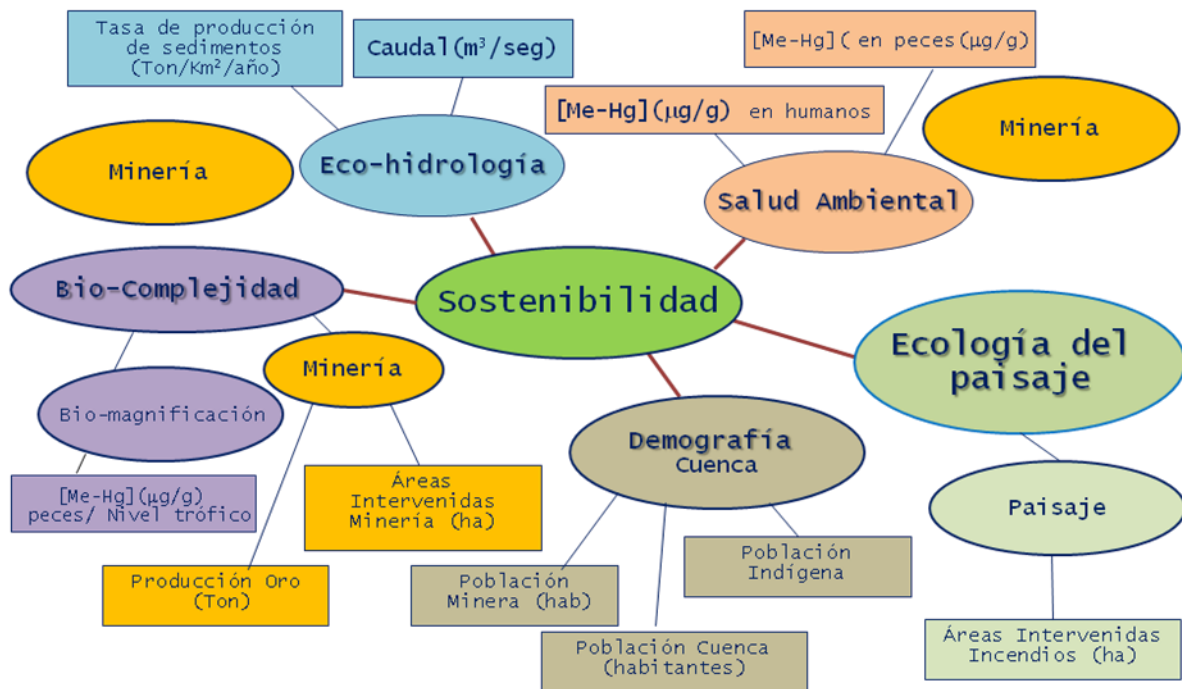 Tasa de producción
de sedimentos
(Ton/Km²/año)
Caudal(m³/seg)
[Me-Hg]( en peces(µg/g)
[Me-Hg](µg/g) en humanos
Minería
Minería
Eco-hidrología
Salud Ambiental
Bio-Complejidad
Sostenibilidad
Ecología del
paisaje
Minería
Bio-magnificación
Demografía
Cuenca
[Me-Hg](µg/g)
peces/ Nivel trófico
Áreas
Intervenidas
Minería (ha)
Paisaje
Producción Oro
(Ton)
Población
Minera (hab)
Población
Indígena
Población Cuenca
(habitantes)
Áreas Intervenidas
Incendios (ha)